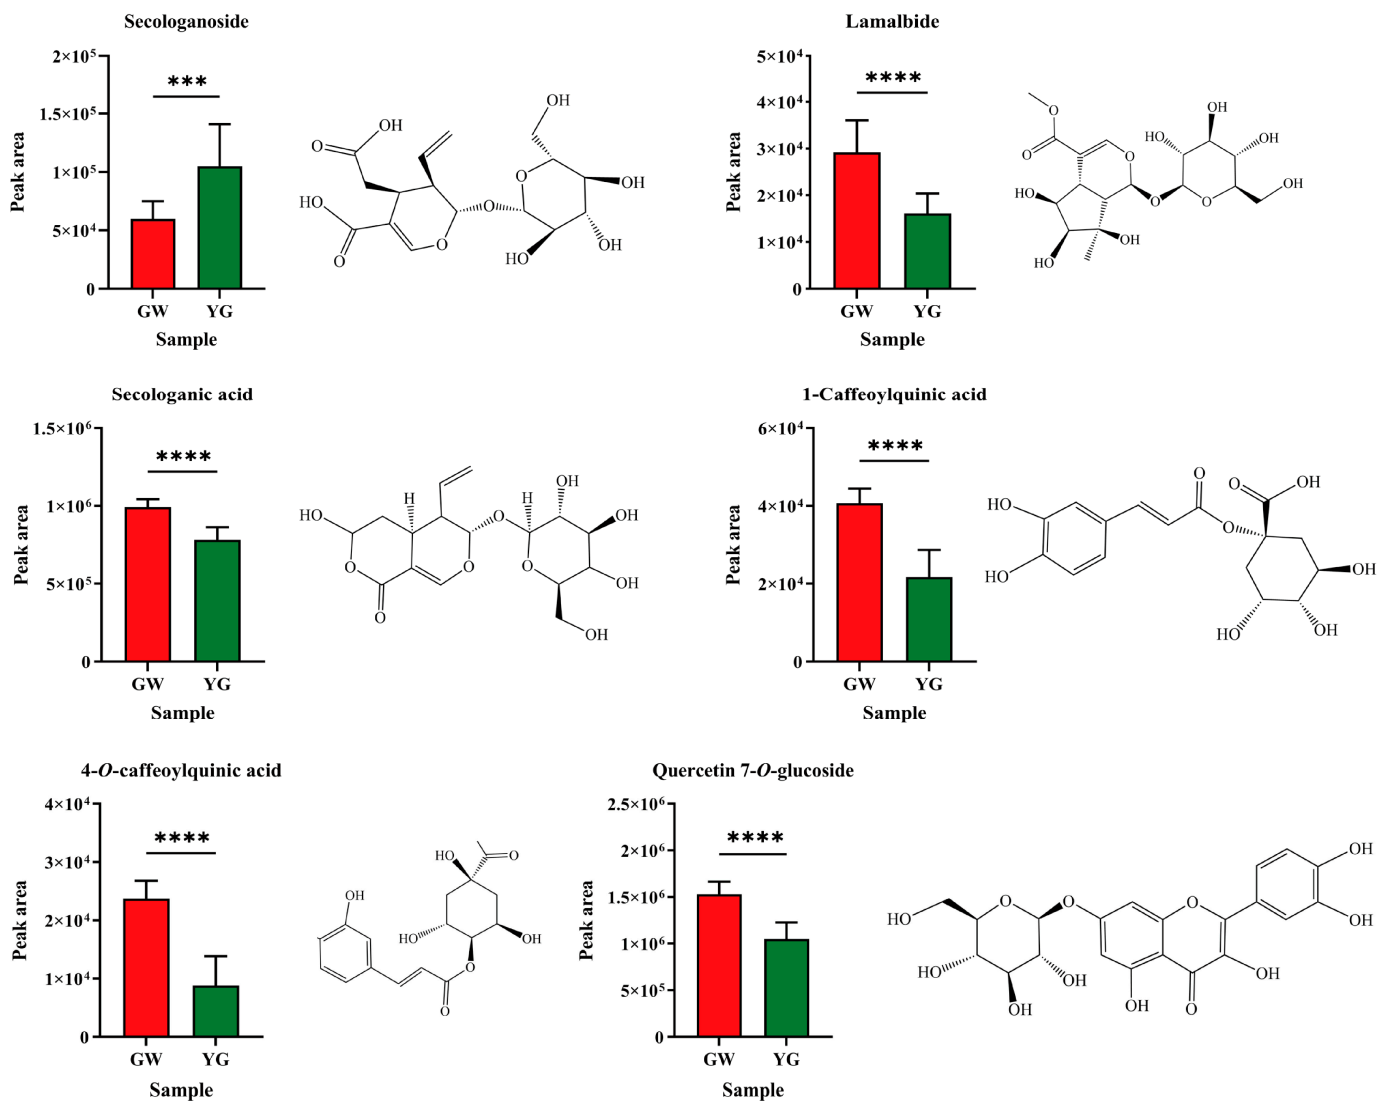 Secologanoside
2×10⁵
1.5×10⁵
1×10⁵
5×10⁴
0
Peak area
***
GW YG
Sample
OH
O
OH
HO
O
O
O
O
OH
OH
OH
HO
Lamalbide
5×10⁴
4×10⁴
3×10⁴
2×10⁴
1×10⁴
0
Peak area
****
GW YG
Sample
O
O
O
HO
HO
OH
O
O
HO
OH
OH
OH
Secologanic acid
1.5×10⁶
1×10⁶
5×10⁵
0
Peak area
****
GW YG
Sample
HO
H
O
O
O
O
H
OH
OH
OH
O
OH
1-Caffeoylquinic acid
6×10⁴
4×10⁴
2×10⁴
0
Peak area
****
GW YG
Sample
HO
HO
O
O
O
OH
OH
OH
HO
4-O-caffeoylquinic acid
4×10⁴
3×10⁴
2×10⁴
1×10⁴
0
Peak area
****
GW YG
Sample
OH
HO
O
HO
OH
O
O
Quercetin 7-O-glucoside
2.5×10⁶
2×10⁶
1.5×10⁶
1×10⁶
5×10⁵
0
Peak area
****
GW YG
Sample
HO
O
O
HO
OH
OH
O
OH
OH
OH
O
OH